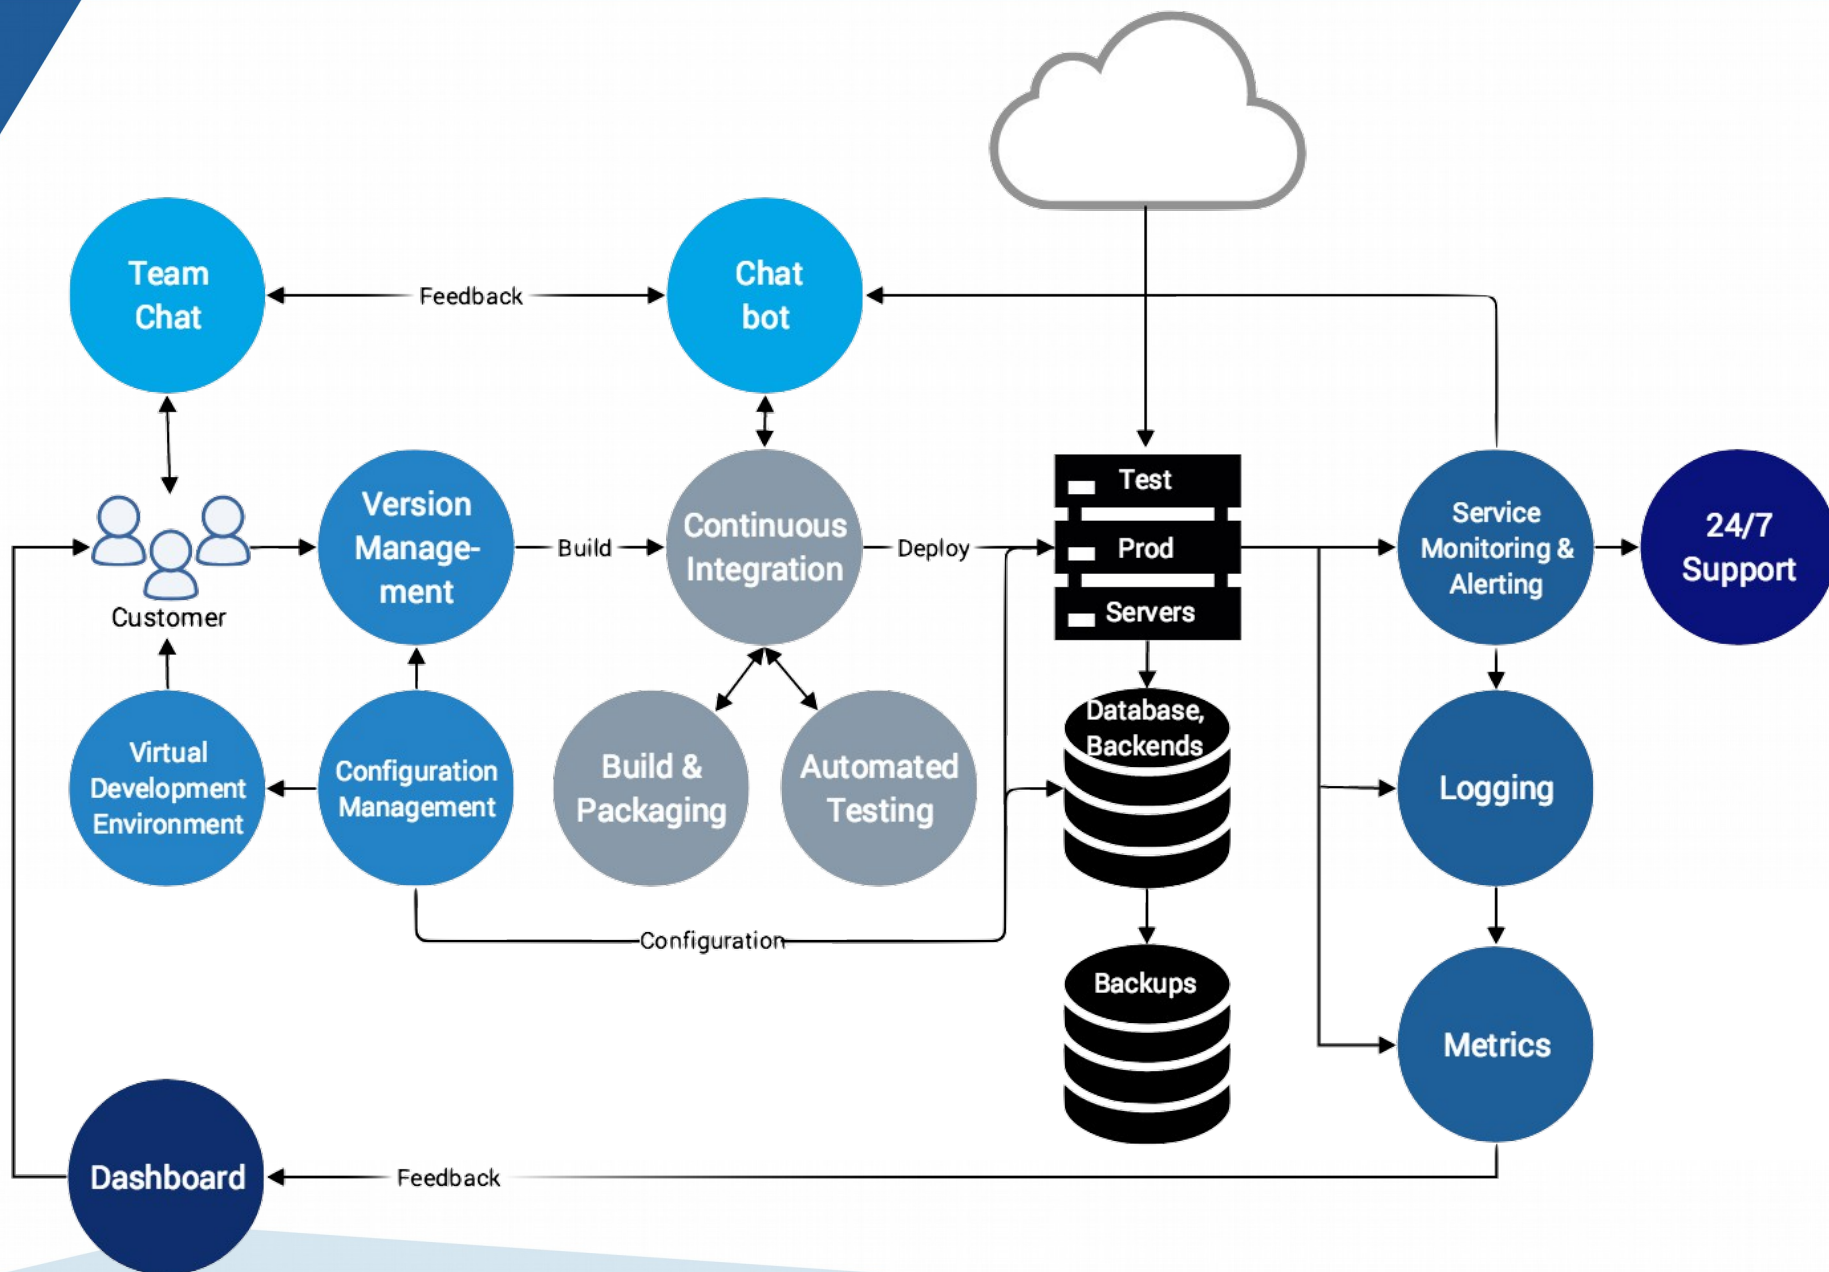 Team
Chat
Feedback
Chat
bot
Customer
Version
Manage-
ment
Build
Continuous
Integration
Deploy
Test
Prod
Servers
Service
Monitoring &
Alerting
24/7
Support
Virtual
Development
Environment
Configuration
Management
Build &
Packaging
Automated
Testing
Database,
Backends
Logging
Configuration
Backups
Metrics
Dashboard
Feedback